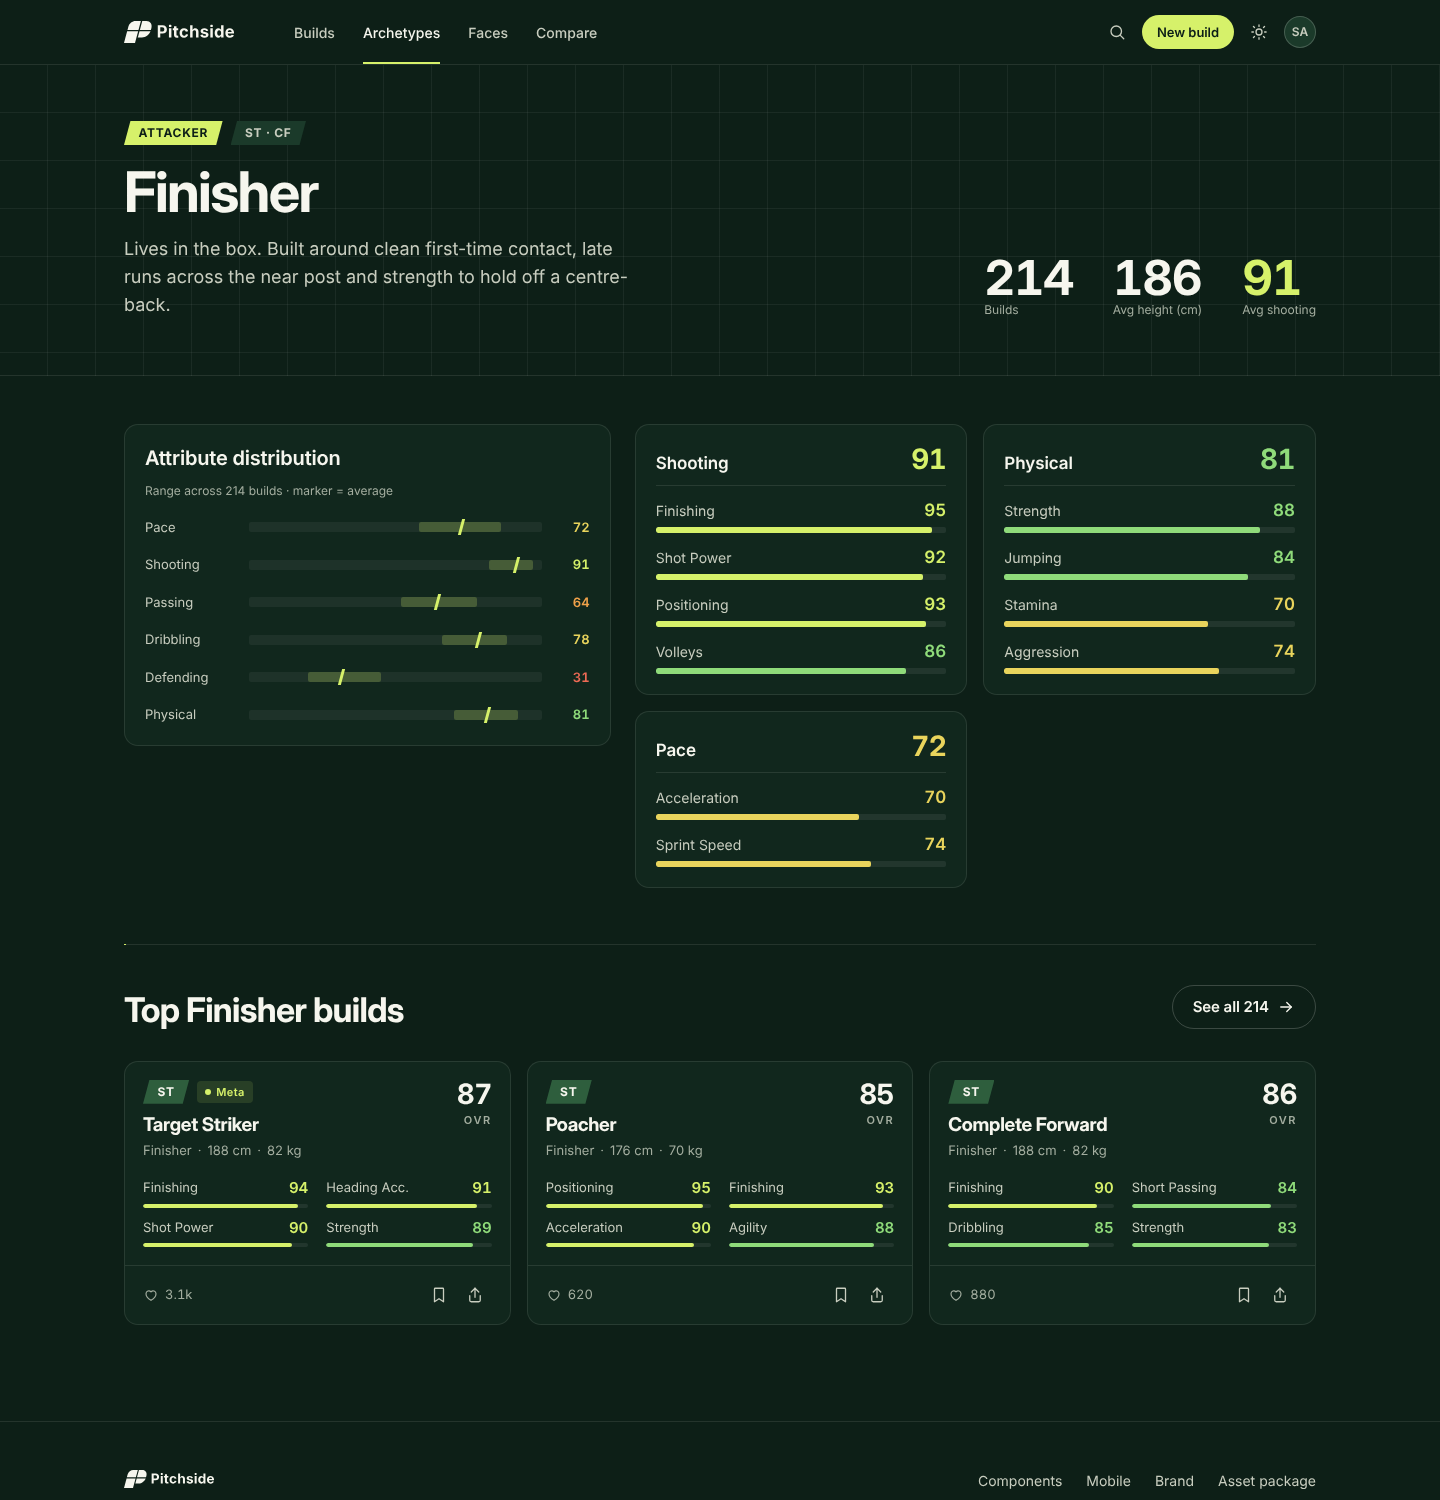 Pitchside
Builds
Archetypes
Faces
Compare
New build
SA
ATTACKER
ST · CF
Finisher
Lives in the box. Built around clean first-time contact, late
runs across the near post and strength to hold off a centre-
back.
214
Builds
186
Avg height (cm)
91
Avg shooting
Attribute distribution
Range across 214 builds · marker = average
Pace 72
Shooting 91
Passing 64
Dribbling 78
Defending 31
Physical 81
Shooting 91
Finishing 95
Shot Power 92
Positioning 93
Volleys 86
Physical 81
Strength 88
Jumping 84
Stamina 70
Aggression 74
Pace 72
Acceleration 70
Sprint Speed 74
Top Finisher builds
See all 214
ST
Meta
87
OVR
Target Striker
Finisher · 188 cm · 82 kg
Finishing 94
Heading Acc. 91
Shot Power 90
Strength 89
3.1k
ST
85
OVR
Poacher
Finisher · 176 cm · 70 kg
Positioning 95
Finishing 93
Acceleration 90
Agility 88
620
ST
86
OVR
Complete Forward
Finisher · 188 cm · 82 kg
Finishing 90
Short Passing 84
Dribbling 85
Strength 83
880
Pitchside
Components
Mobile
Brand
Asset package